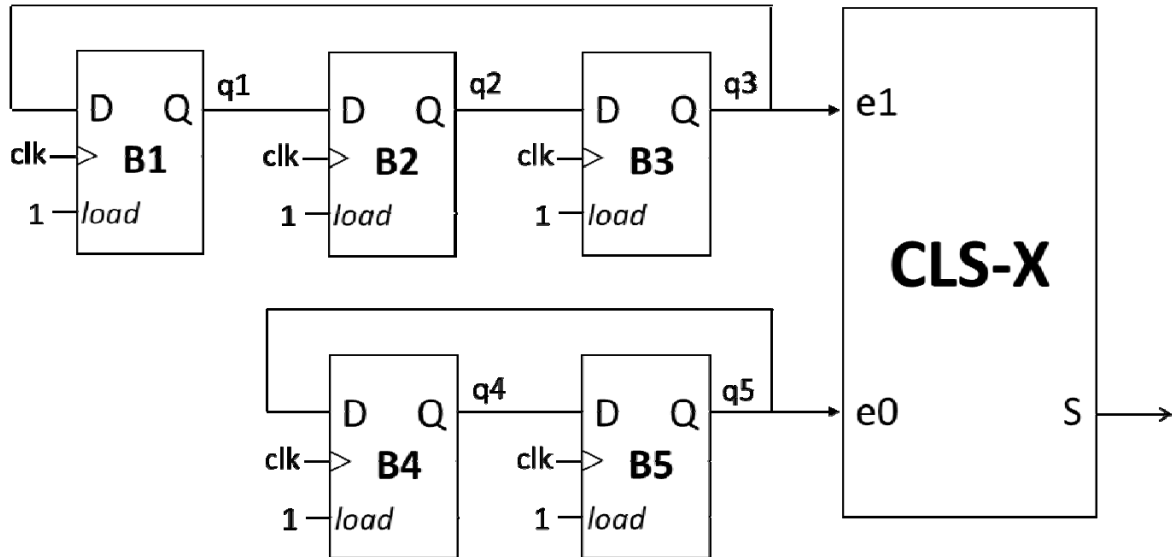 q1
q2
q3
D Q
D Q
D Q
e1
clk
B1
clk
B2
clk
B3
1 load
1 load
1 load
CLS-X
q4
q5
D Q
D Q
e0
S
clk
B4
clk
B5
1 load
1 load